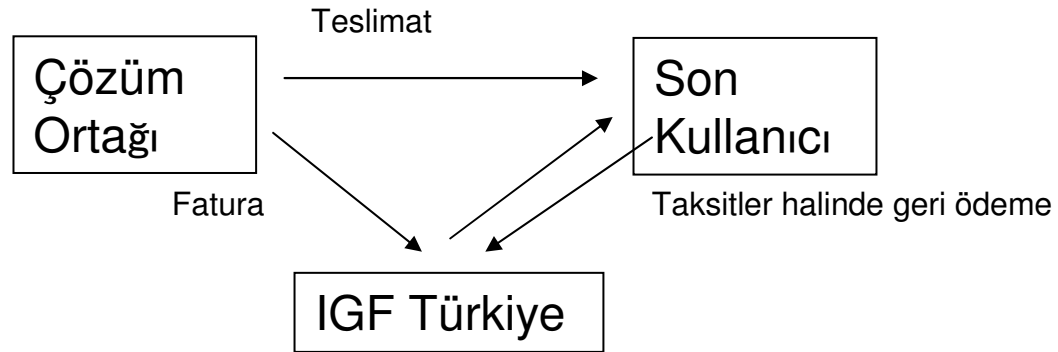 Teslimat
Çözüm
Ortağı
Son
Kullanıcı
Fatura
Taksitler halinde geri ödeme
IGF Türkiye